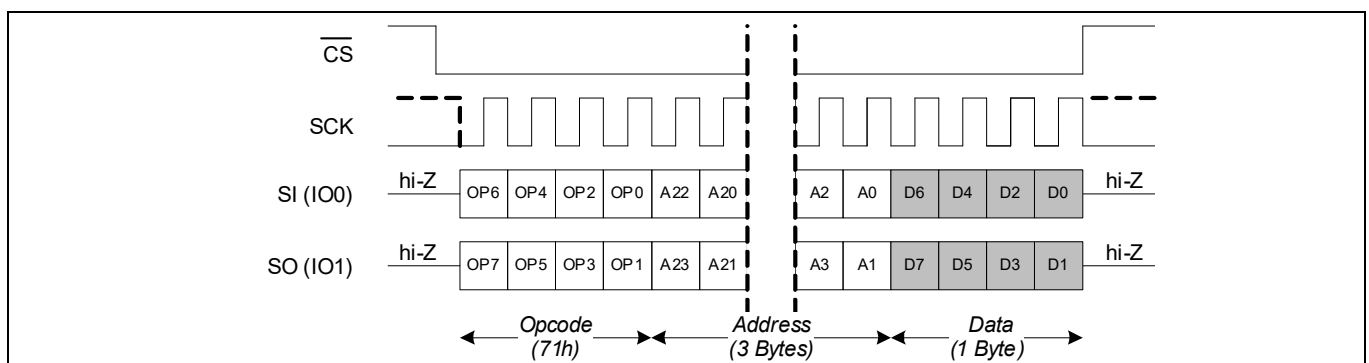 CS
SCK
hi-Z hi-Z
SI (IO0) OP6 OP4 OP2 OP0 A22 A20 A2 A0 D6 D4 D2 D0
hi-Z hi-Z
SO (IO1) OP7 OP5 OP3 OP1 A23 A21 A3 A1 D7 D5 D3 D1
Opcode Address Data
(71h) (3 Bytes) (1 Byte)